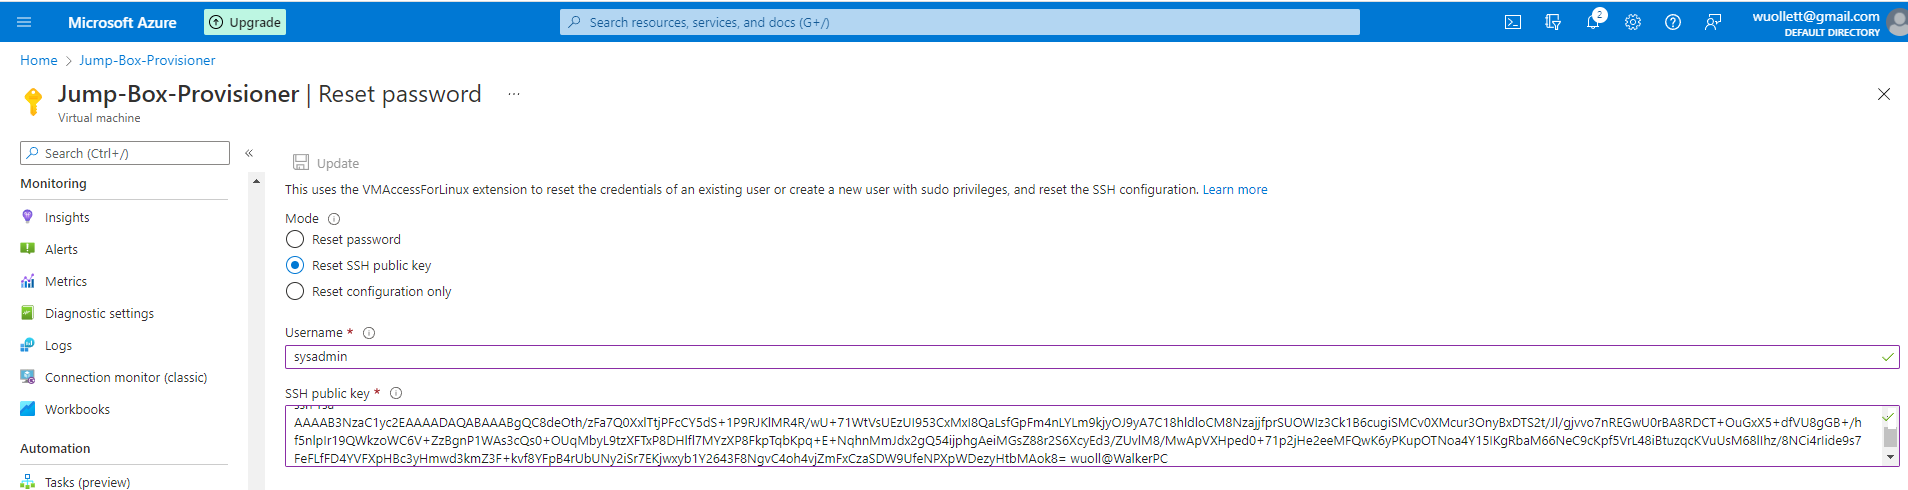 Microsoft Azure
Upgrade
Search resources, services, and docs (G+/)
2
wuollett@gmail.com
DEFAULT DIRECTORY
Home > Jump-Box-Provisioner
Jump-Box-Provisioner | Reset password ...
Virtual machine
Search (Ctrl+/)
«
Monitoring
Insights
Alerts
Metrics
Diagnostic settings
Logs
Connection monitor (classic)
Workbooks
Automation
Tasks (preview)
Update
This uses the VMAccessForLinux extension to reset the credentials of an existing user or create a new user with sudo privileges, and reset the SSH configuration. Learn more
Mode
Reset password
Reset SSH public key
Reset configuration only
Username *
sysadmin
SSH public key *
ssh-rsa
AAAAB3NzaC1yc2EAAAADAQABAAABgQC8deOth/zFa7Q0XxlTtjPFcCY5dS+1P9RJKlMR4R/wU+71WtVsUEzUI953CxMxI8QaLsfGpFm4nLYLm9kjyOJ9yA7C18hldloCM8NzajjfprSUOWIz3Ck1B6cugiSMCv0XMcur3OnyBxDTS2t/Jl/gjvvo7nREGwU0rBA8RDCT+OuGxX5+dfVU8gGB+/h
f5nlpIr19QWkzoWC6V+ZzBgnP1WAs3cQs0+OUqMbyL9tzXFTxP8DHlfl7MYzXP8FkpTqbKpq+E+NqhnMmJdx2gQ54ijphgAeiMGsZ88r2S6XcyEd3/ZUvlM8/MwApVXHped0+71p2jHe2eeMFQwK6yPKupOTNoa4Y15IKgRbaM66NeC9cKpf5VrL48iBtuzqcKVuUsM68lIhz/8NCi4rIide9s7
FeFLfFD4YVFXpHBc3yHmwd3kmZ3F+kvf8YFpB4rUbUNy2iSr7EKjwxyb1Y2643F8NgvC4oh4vjZmFxCzaSDW9UfeNPXpWDezyHtbMAok8= wuoll@WalkerPC